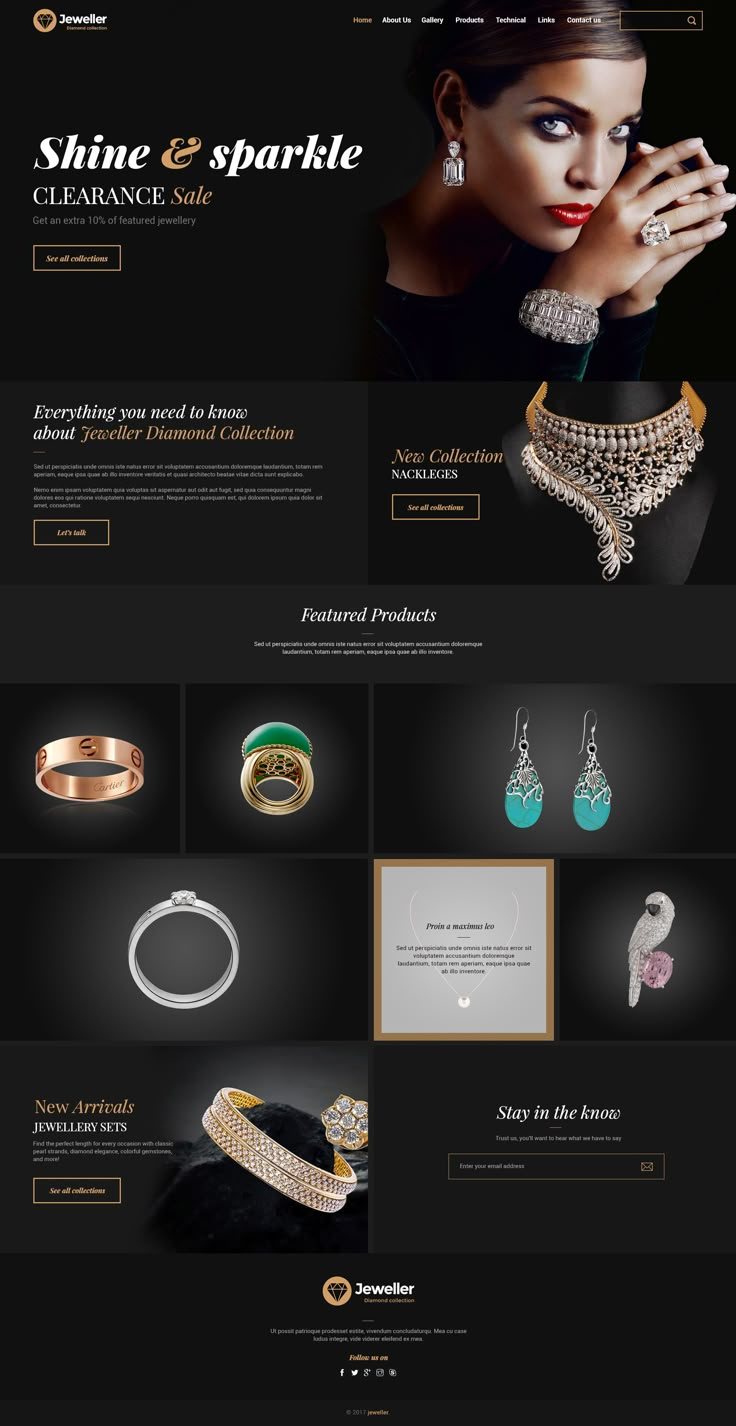 Jeweller
Diamond collection
Home About Us Gallery Products Technical Links Contact us
Shine & sparkle
CLEARANCE Sale
Get an extra 10% of featured jewellery
See all collections
Everything you need to know
about Jeweller Diamond Collection
Sed ut perspiciatis unde omnis iste natus error sit voluptatem accusantium doloremque laudantium, totam rem
aperiam, eaque ipsa quae ab illo inventore veritatis et quasi architecto beatae vitae dicta sunt explicabo.
Nemo enim ipsam voluptatem quia voluptas sit aspernatur aut odit aut fugit, sed quia consequuntur magni
dolores eos qui ratione voluptatem sequi nesciunt. Neque porro quisquam est, qui dolorem ipsum quia dolor sit
amet, consectetur.
Let's talk
New Collection
NACKLEGES
See all collections
Featured Products
Sed ut perspiciatis unde omnis iste natus error sit voluptatem accusantium doloremque
laudantium, totam rem aperiam, eaque ipsa quae ab illo inventore.
Cartier
Proin a maximus leo
Sed ut perspiciatis unde omnis iste natus error sit
voluptatem accusantium doloremque
laudantium, totam rem aperiam, eaque ipsa quae
ab illo inventore.
New Arrivals
JEWELLERY SETS
Find the perfect length for every occasion with classic
pearl strands, diamond elegance, colorful gemstones,
and more!
See all collections
Stay in the know
Trust us, you'll want to hear what we have to say
Enter your email address
Jeweller
Diamond collection
Ut possit patrioque prodesset estite, vivendum concludaturqu. Mea cu case
ludus integre, vide viderer eleifend ex mea.
Follow us on
© 2017 jeweller.